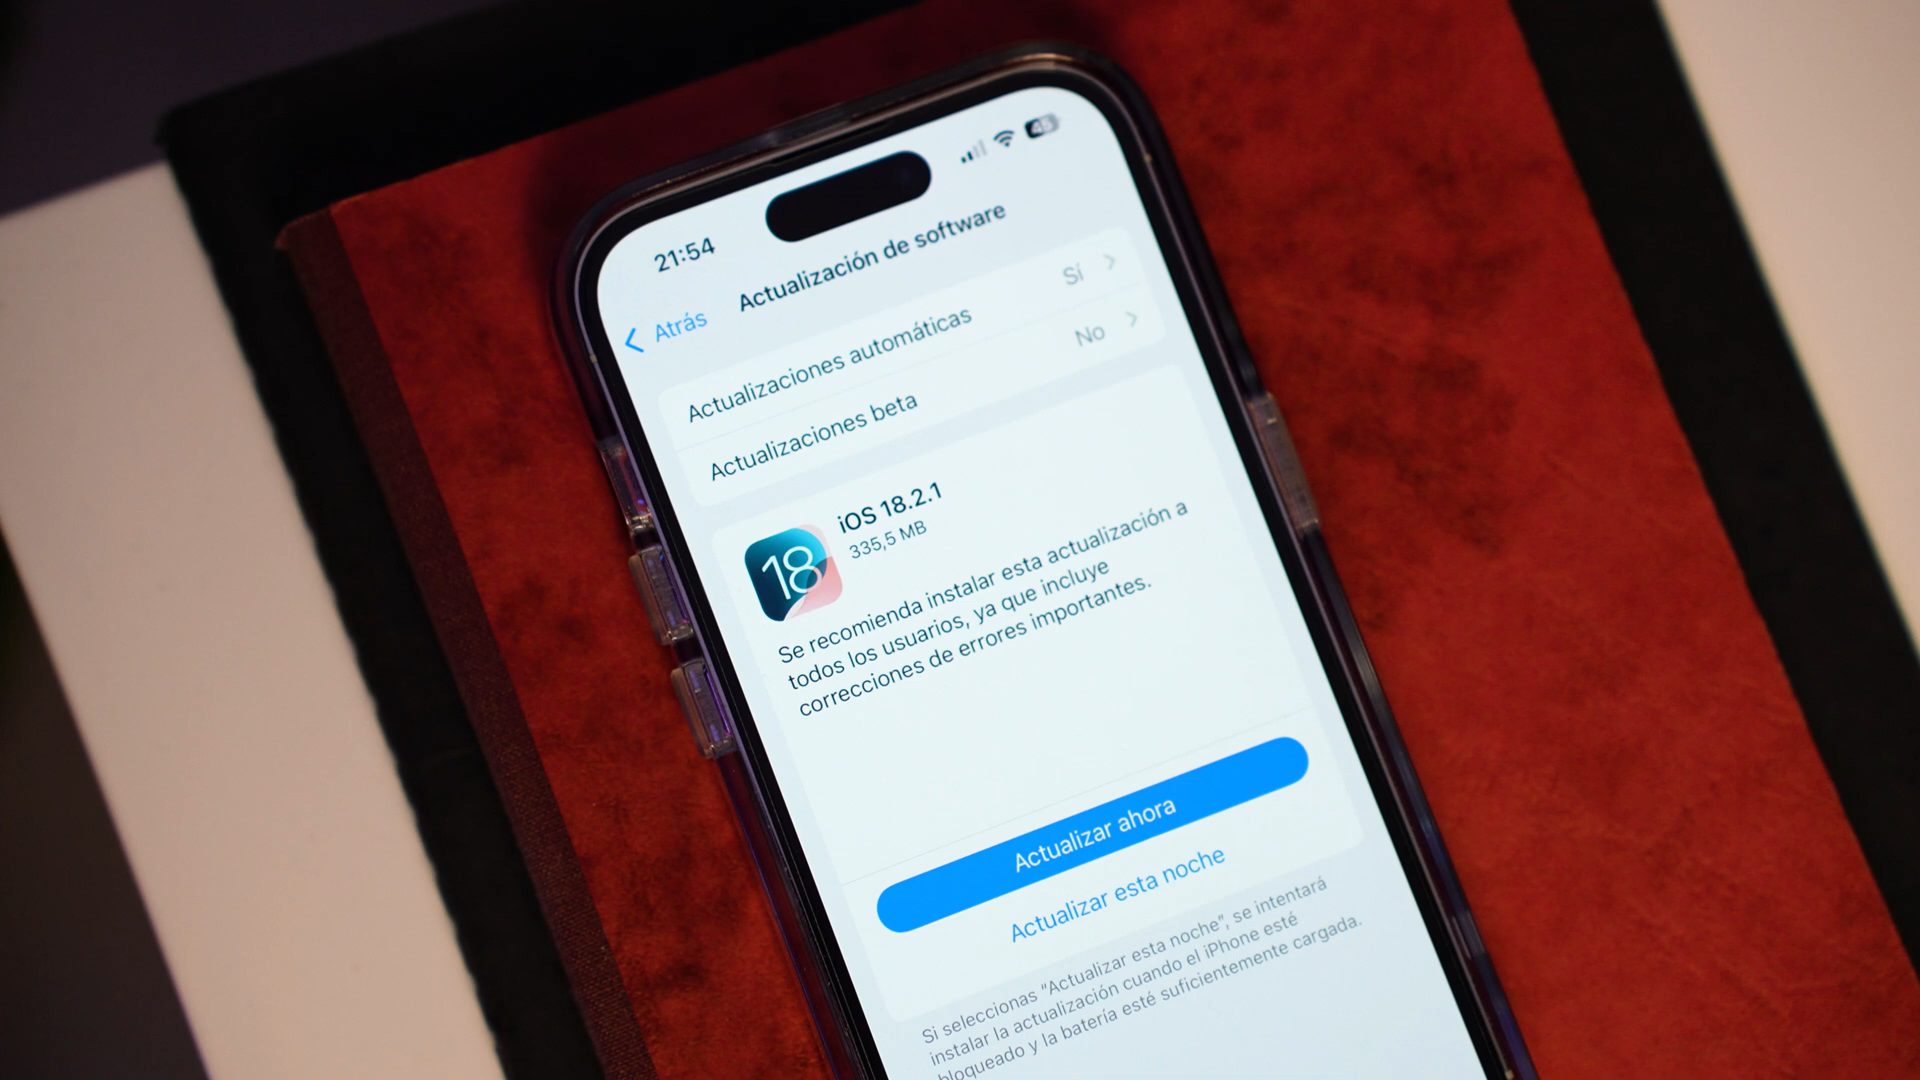 21:54
45
Atrás
Actualización de software
Actualizaciones automáticas
Sí
Actualizaciones beta
No
18
iOS 18.2.1
335,5 MB
Se recomienda instalar esta actualización a
todos los usuarios, ya que incluye
correcciones de errores importantes.
Actualizar ahora
Actualizar esta noche
Si seleccionas “Actualizar esta noche”, se intentará
instalar la actualización cuando el iPhone esté
bloqueado y la batería esté suficientemente cargada.